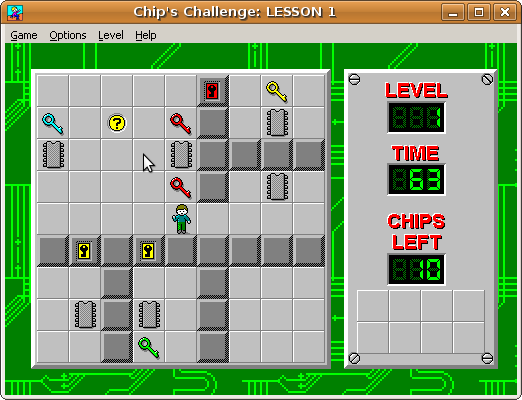 Chip's Challenge: LESSON 1
Game Options Level Help
?
LEVEL
1
TIME
63
CHIPS
LEFT
10